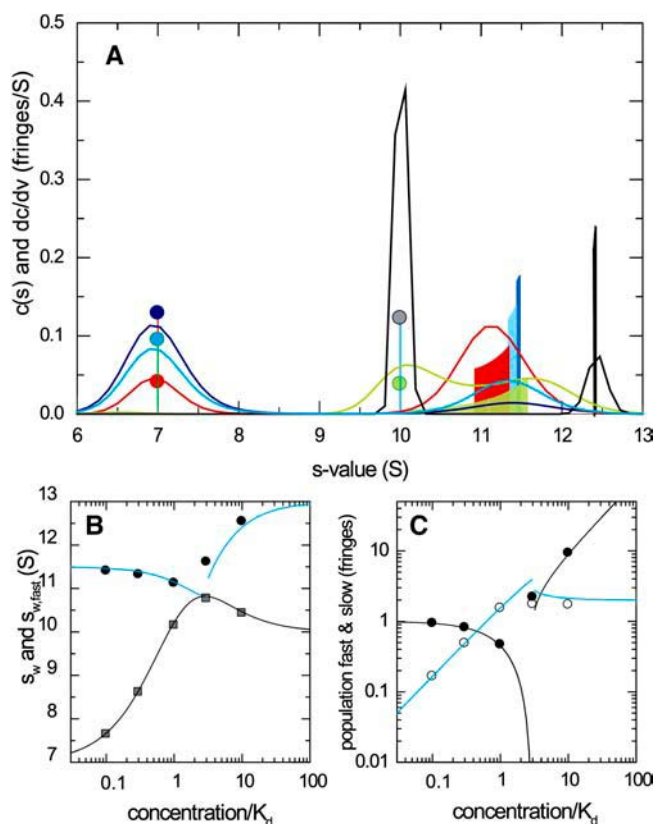 0.5
A
0.4
0.3
0.2
0.1
0.0
c(s) and dc/dv (fringes/S)
6 7 8 9 10 11 12 13
s-value (S)
B
13
12
11
10
9
8
7
s_w and s_w,fast (S)
0.1 1 10 100
concentration/K_d
C
10
1
0.1
0.01
population fast & slow (fringes)
0.1 1 10 100
concentration/K_d